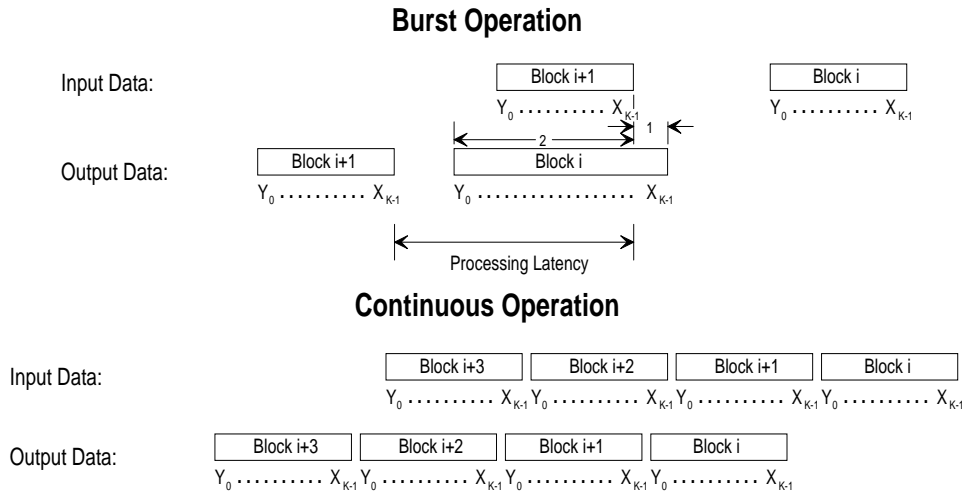 Burst Operation
Input Data:
Block i+1
Block i
Y0 .......... XK-1
Y0 .......... XK-1
1
2
Output Data:
Block i+1
Block i
Y0 .......... XK-1
Y0 .................. XK-1
Processing Latency
Continuous Operation
Input Data:
Block i+3
Block i+2
Block i+1
Block i
Y0 .......... XK-1 Y0 .......... XK-1 Y0 .......... XK-1 Y0 .......... XK-1
Output Data:
Block i+3
Block i+2
Block i+1
Block i
Y0 .......... XK-1 Y0 .......... XK-1 Y0 .......... XK-1 Y0 .......... XK-1